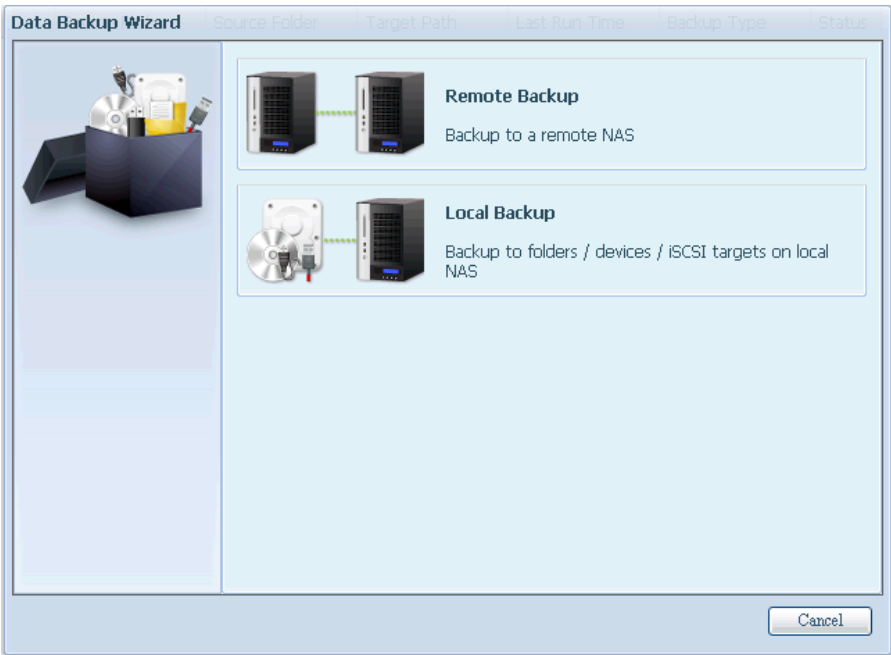 Data Backup Wizard Source Folder Target Path Last Run Time Backup Type Status
Remote Backup
Backup to a remote NAS
Local Backup
Backup to folders / devices / iSCSI targets on local
NAS
Cancel